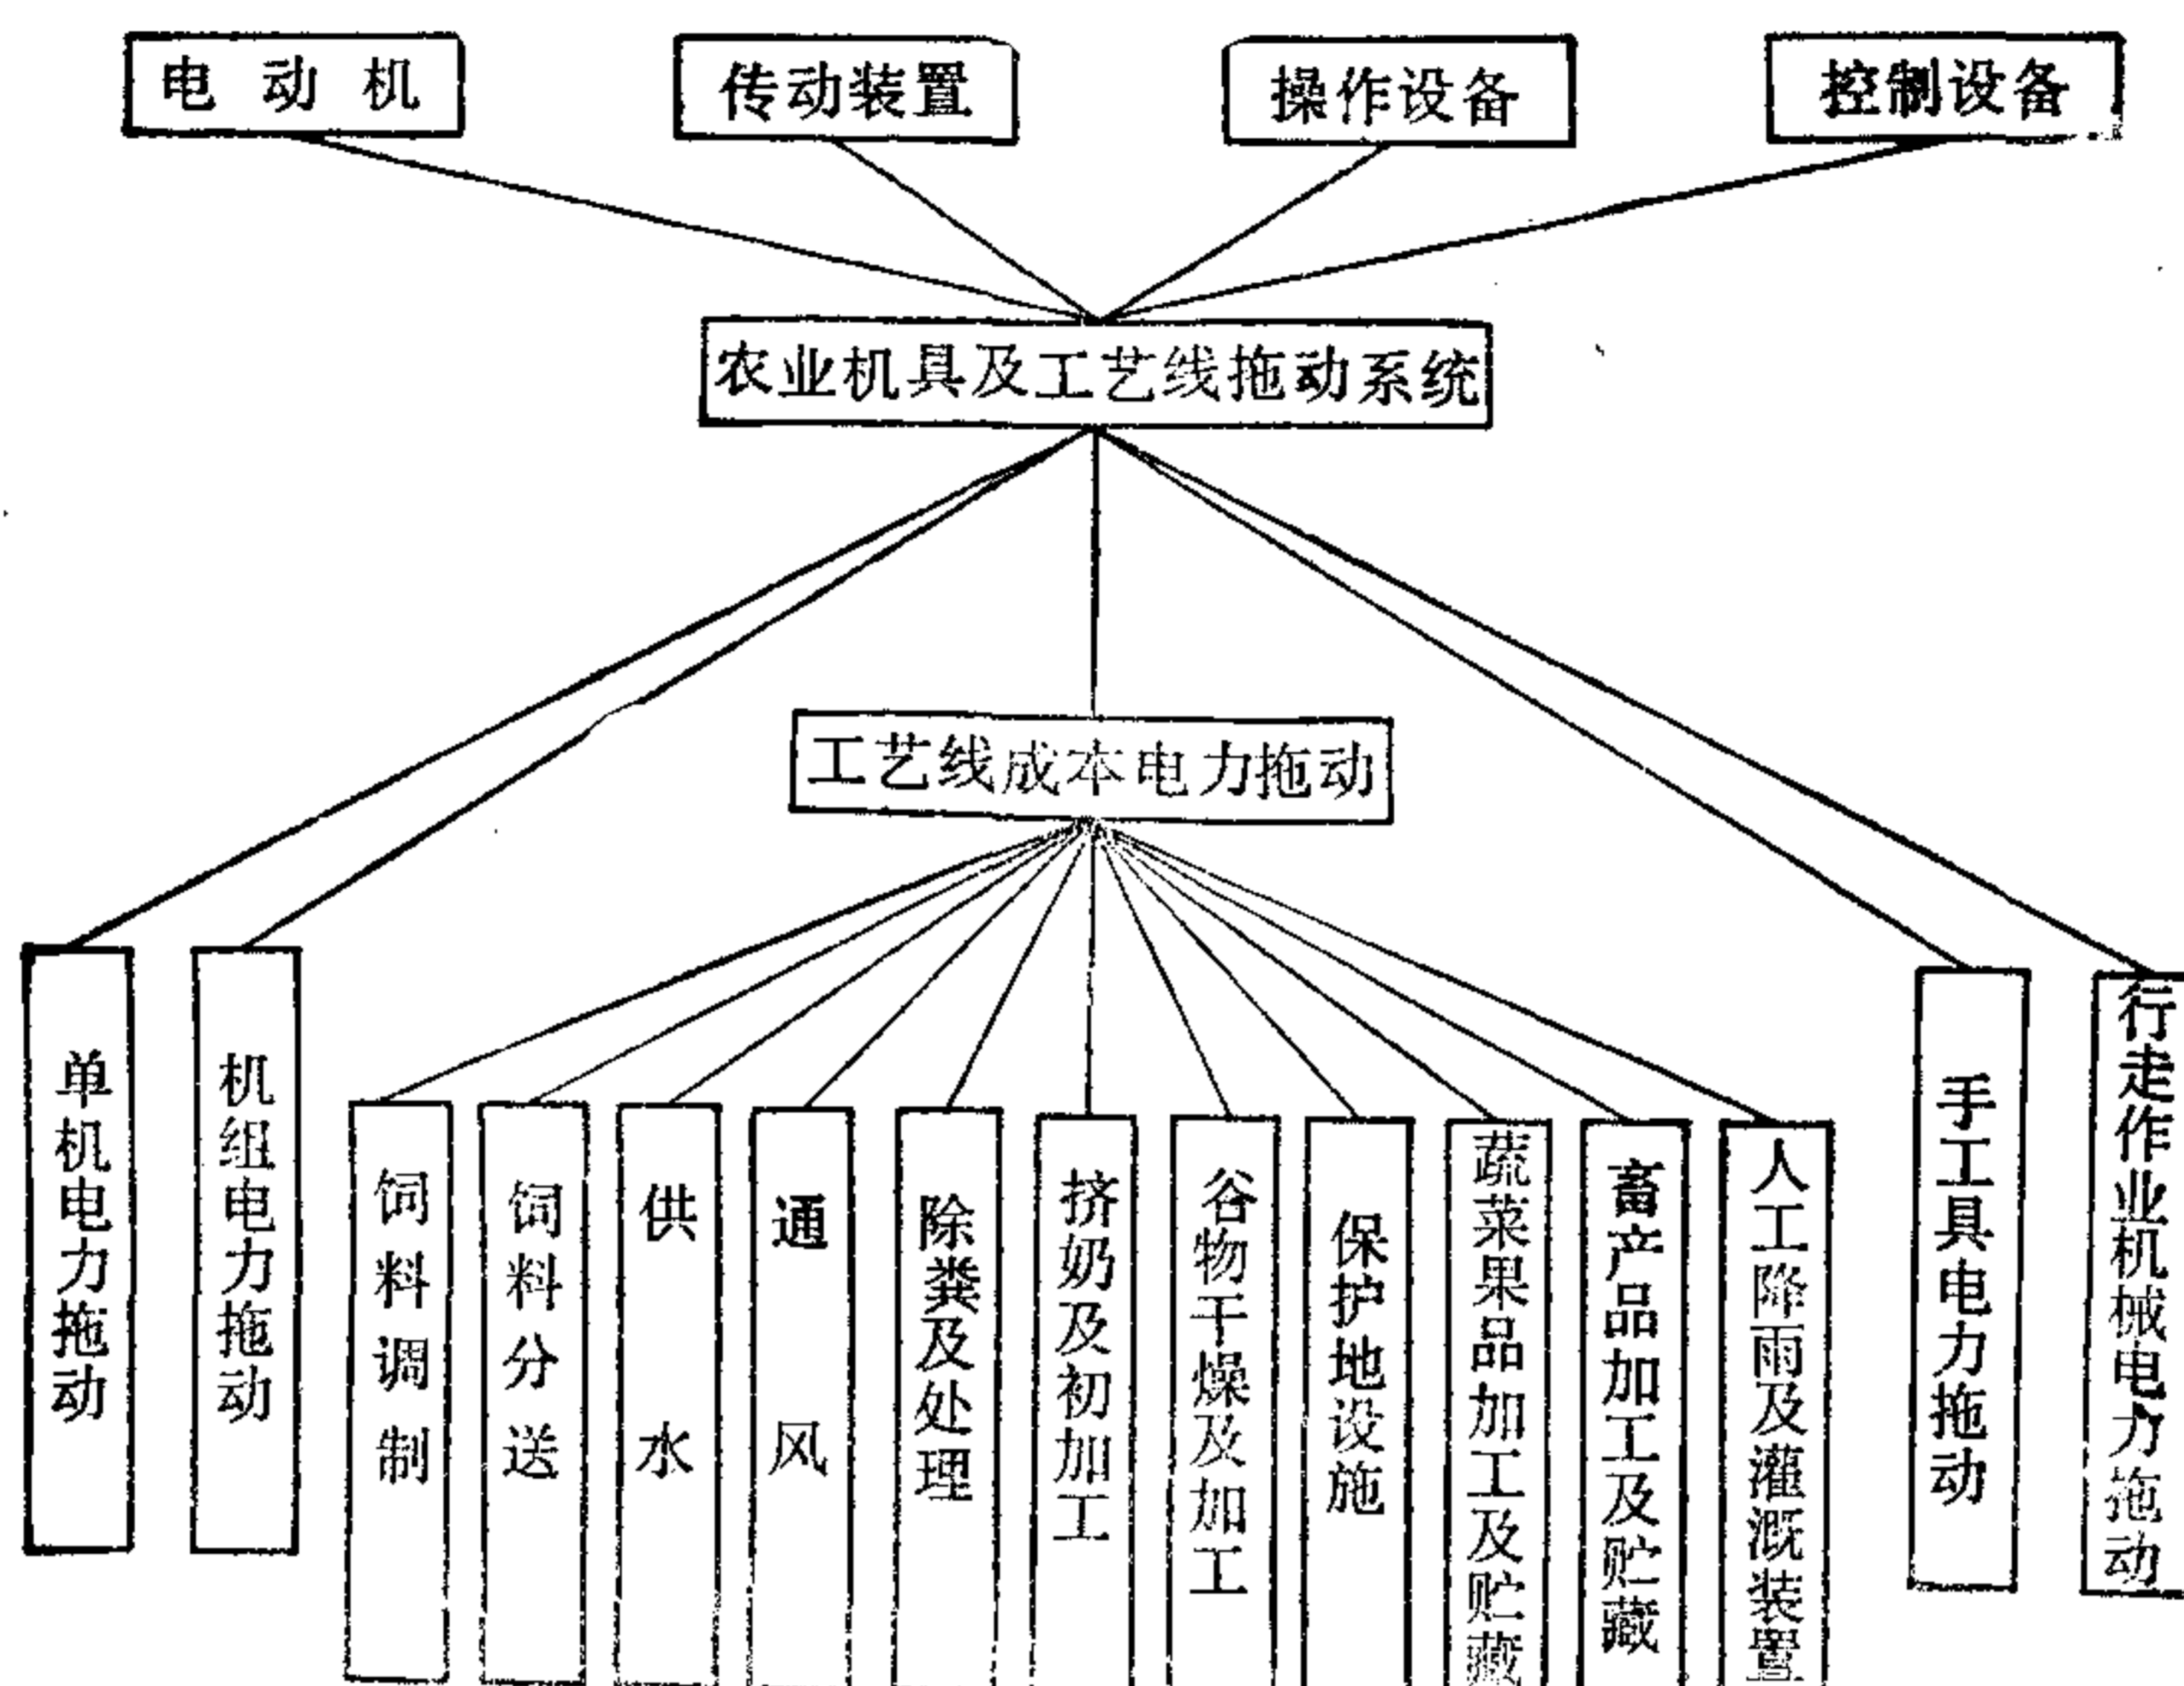 电动机
传动装置
操作设备
控制设备
农业机具及工艺线拖动系统
工艺线成本电力拖动
单机电力拖动
机组电力拖动
饲料调制
饲料分送
供水
通风
除粪及处理
挤奶及初加工
谷物干燥及加工
保护地设施
蔬菜果品加工及贮藏
畜产品加工及贮藏
人工降雨及灌溉装置
手工具电力拖动
行走作业机械电力拖动